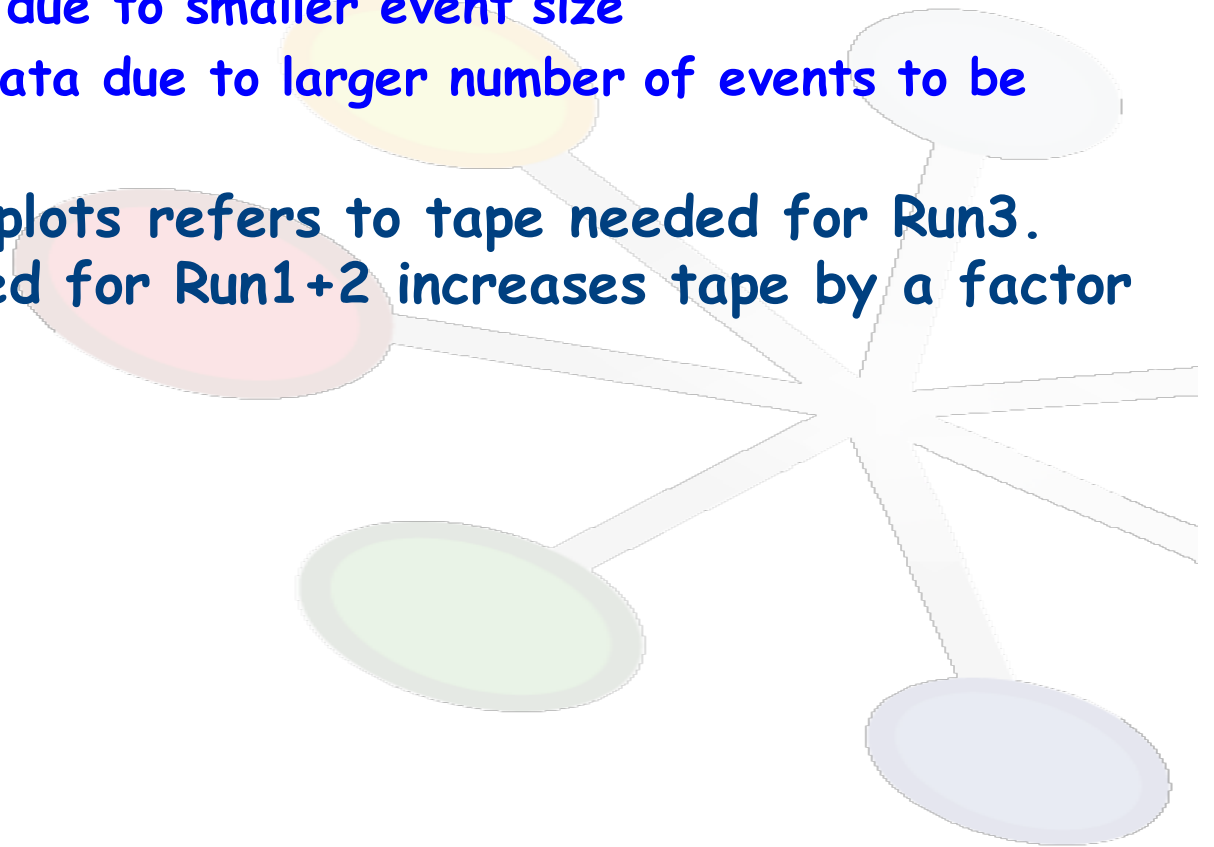 due to smaller event size
ata due to larger number of events to be
plots refers to tape needed for Run3.
ed for Run1+2 increases tape by a factor